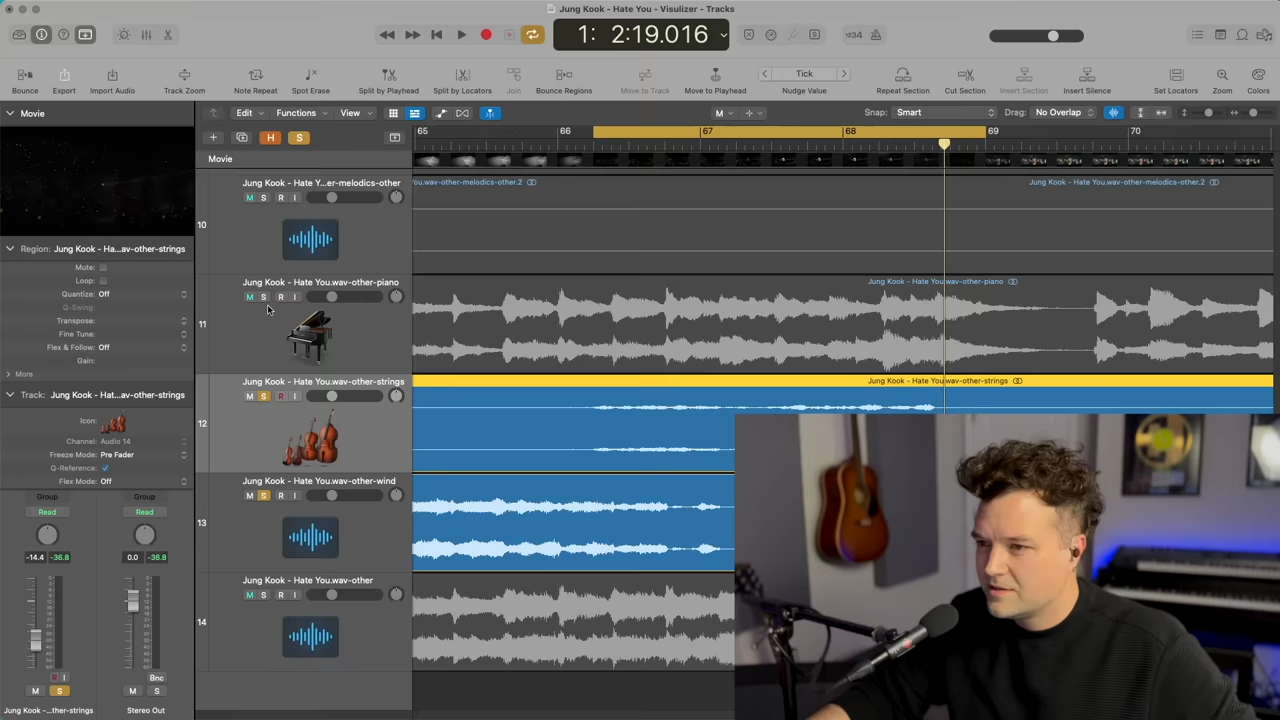 Jung Kook - Hate You - Visulizer - Tracks
1: 2:19.016
1234
Bounce Export Import Audio Track Zoom Note Repeat Spot Erase Split by Playhead Split by Locators Join Bounce Regions Move to Track Move to Playhead Tick Nudge Value Repeat Section Cut Section Insert Section Insert Silence Set Locators Zoom Colors
Movie
Edit Functions View M Snap: Smart Drag: No Overlap
H S
65 66 67 68 69 70
Movie
Region: Jung Kook - Ha...av-other-strings
Mute:
Loop:
Quantize: Off
Q-Swing:
Transpose:
Fine Tune:
Flex & Follow: Off
Gain:
More
Track: Jung Kook - Hat...av-other-strings
Icon:
Channel: Audio 14
Freeze Mode: Pre Fader
Q-Reference:
Flex Mode: Off
Group Group
Read Read
-14.4 -36.8 0.0 -36.8
R I Bnc
M S M S
Jung Kook -...ther-strings Stereo Out
10
Jung Kook - Hate Y...er-melodics-other
M S R I
You.wav-other-melodics-other.2
Jung Kook - Hate You.wav-other-melodics-other.2
11
Jung Kook - Hate You.wav-other-piano
M S R I
Jung Kook - Hate You.wav-other-piano
12
Jung Kook - Hate You.wav-other-strings
M S R I
Jung Kook - Hate You.wav-other-strings
13
Jung Kook - Hate You.wav-other-wind
M S R I
14
Jung Kook - Hate You.wav-other
M S R I